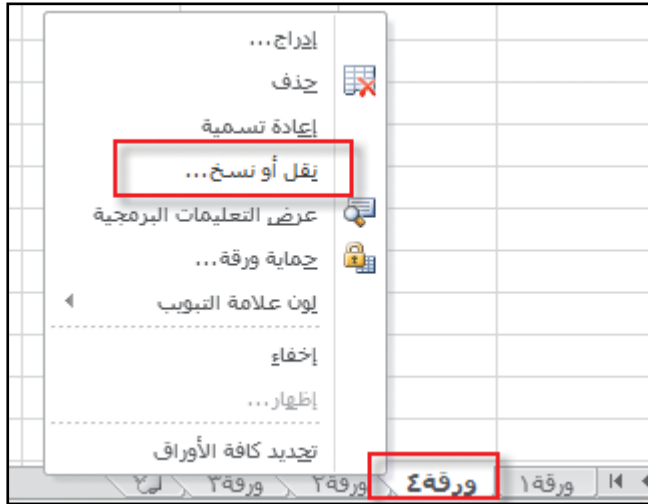 إدراج...
حذف
إعادة تسمية
نقل أو نسخ...
عرض التعليمات البرمجية
حماية ورقة...
لون علامة التبويب
إخفاء
إظهار...
تحديد كافة الأوراق
ورقة١ ورقة٤ ورقة٢ ورقة٣